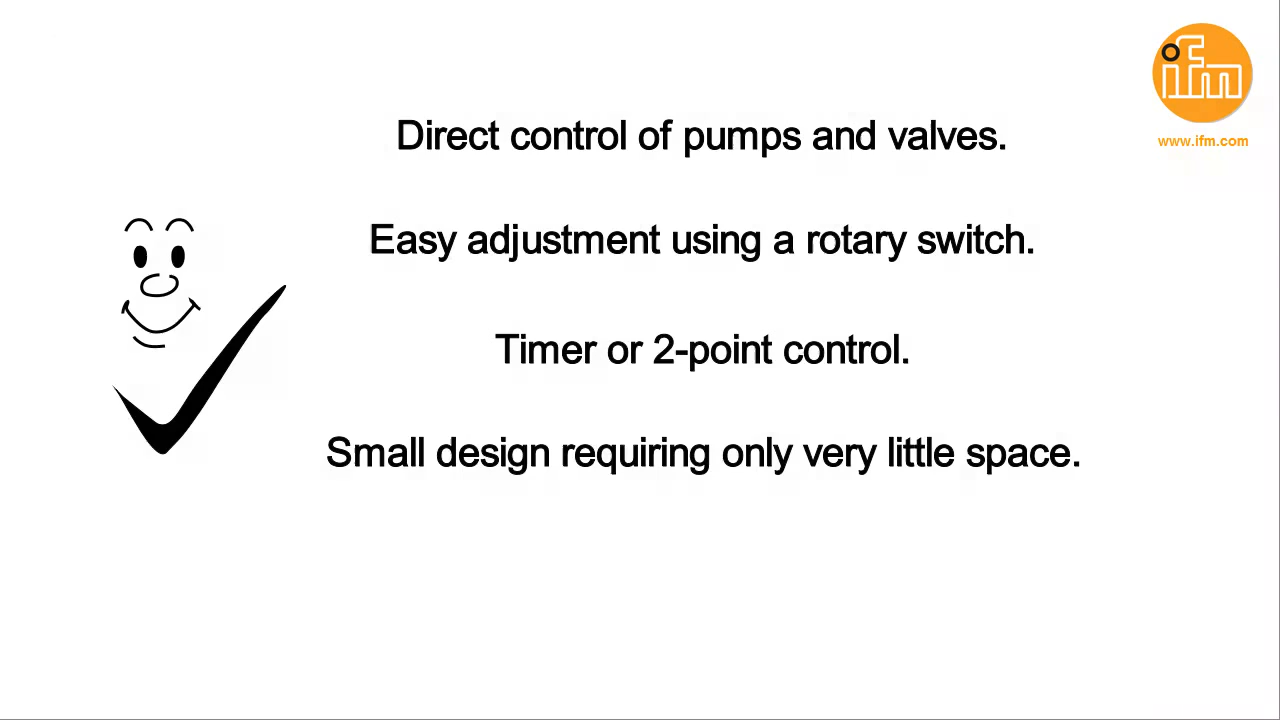 ifm
www.ifm.com
Direct control of pumps and valves.
Easy adjustment using a rotary switch.
Timer or 2-point control.
Small design requiring only very little space.